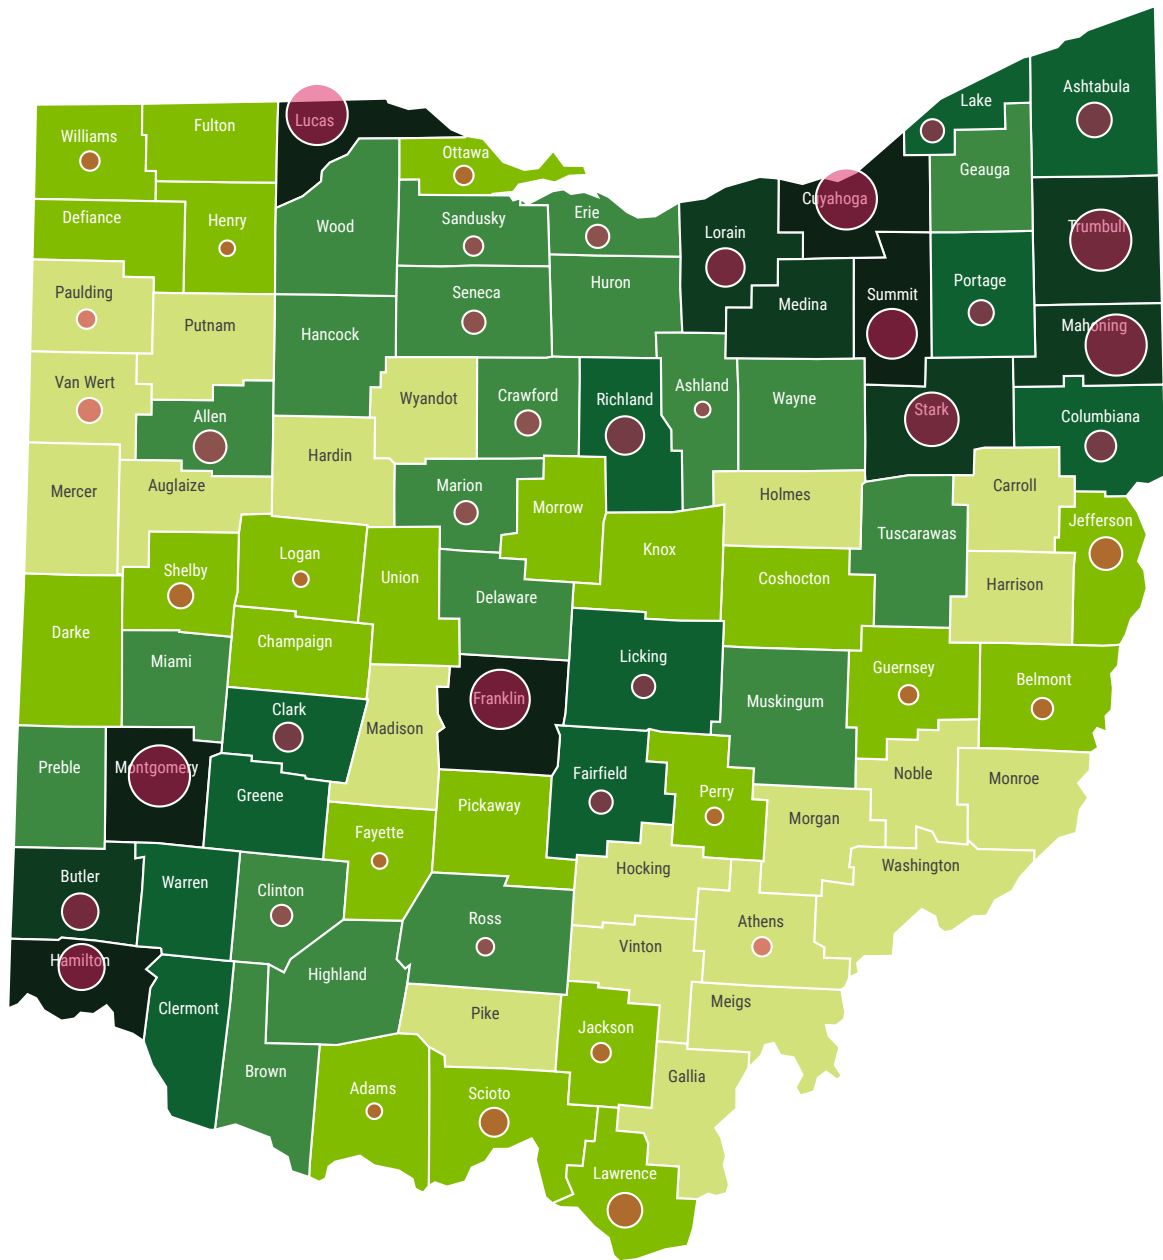 Ashtabula
Lake
Lucas
Fulton
Williams
Ottawa
Geauga
Cuyahoga
Erie
Sandusky
Defiance
Henry
Wood
Trumbull
Lorain
Portage
Huron
Seneca
Paulding
Summit
Medina
Putnam
Mahoning
Hancock
Van Wert
Ashland
Crawford
Wyandot
Richland
Wayne
Stark
Allen
Columbiana
Hardin
Auglaize
Marion
Carroll
Mercer
Holmes
Morrow
Jefferson
Tuscarawas
Knox
Logan
Shelby
Union
Coshocton
Harrison
Delaware
Darke
Champaign
Licking
Miami
Guernsey
Belmont
Franklin
Muskingum
Clark
Madison
Preble
Montgomery
Fairfield
Noble
Monroe
Perry
Greene
Pickaway
Morgan
Fayette
Washington
Hocking
Butler
Warren
Clinton
Ross
Athens
Vinton
Hamilton
Highland
Meigs
Clermont
Pike
Jackson
Brown
Gallia
Adams
Scioto
Lawrence